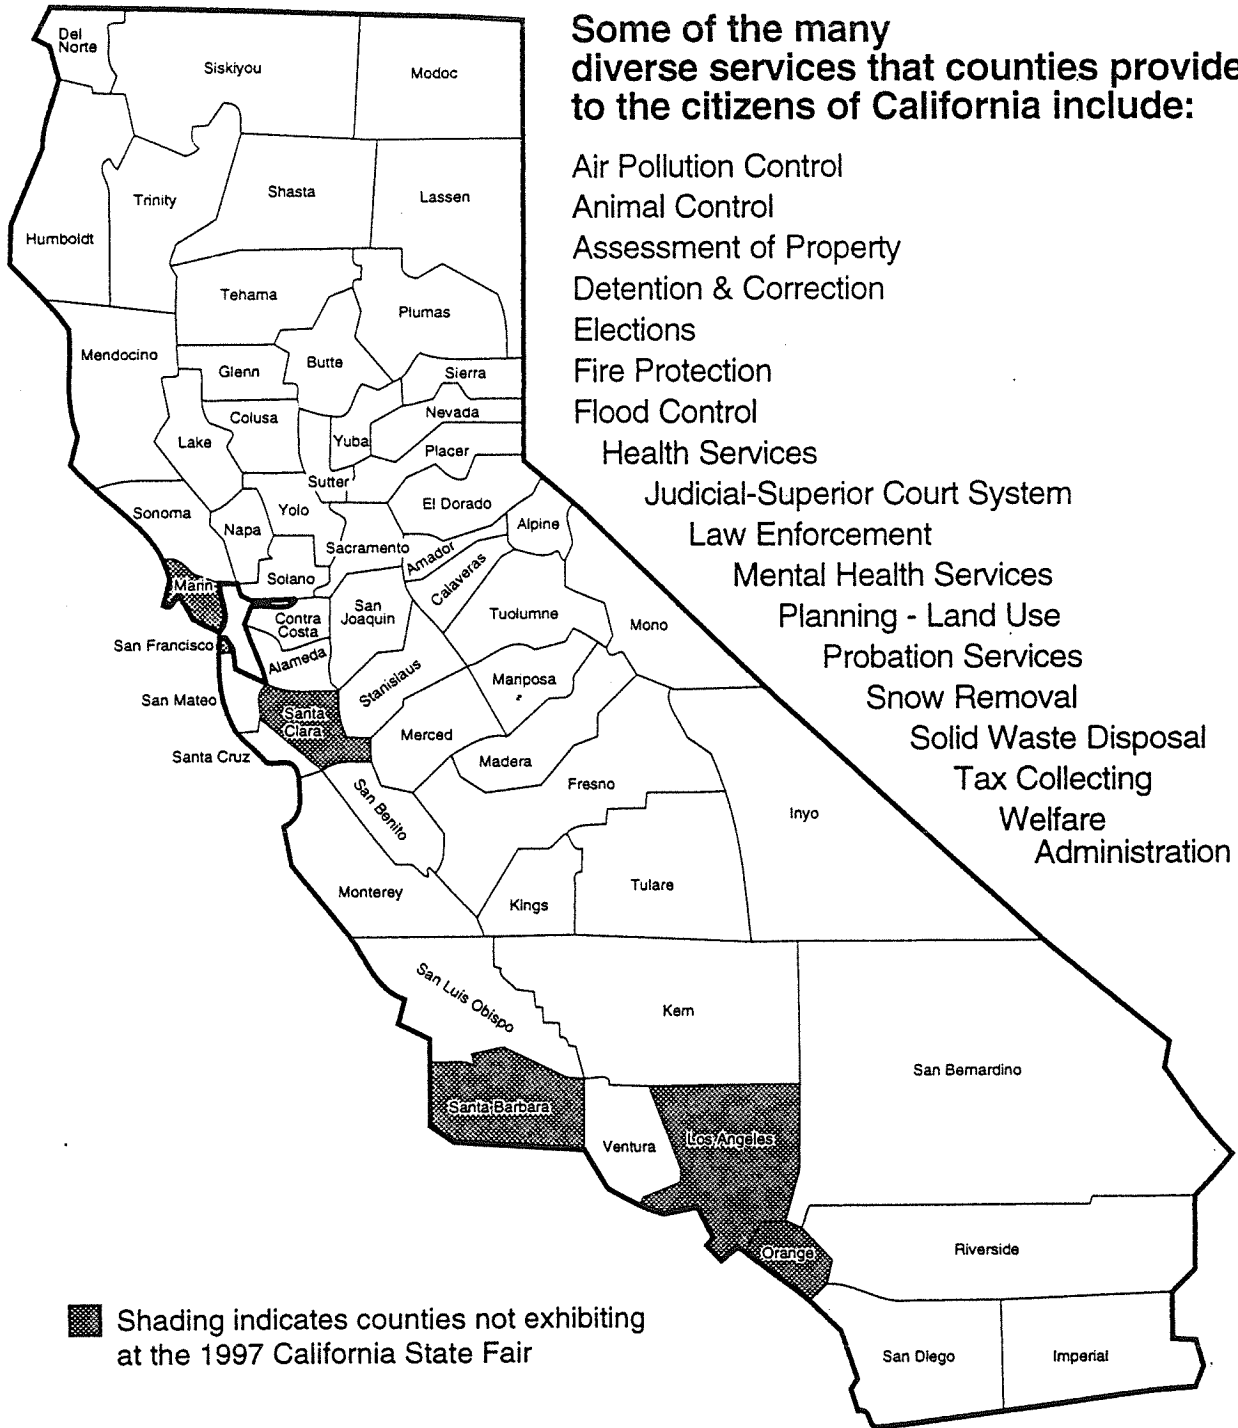 Some of the many
diverse services that counties provide
to the citizens of California include:
Air Pollution Control
Animal Control
Assessment of Property
Detention & Correction
Elections
Fire Protection
Flood Control
Health Services
Judicial-Superior Court System
Law Enforcement
Mental Health Services
Planning - Land Use
Probation Services
Snow Removal
Solid Waste Disposal
Tax Collecting
Welfare
Administration
Del
Norte
Siskiyou
Modoc
Trinity
Shasta
Lassen
Humboldt
Tehama
Plumas
Mendocino
Glenn
Butte
Sierra
Colusa
Nevada
Lake
Yuba
Placer
Sutter
El Dorado
Sonoma
Napa
Yolo
Alpine
Sacramento
Amador
Marin
Solano
Calaveras
Contra
Costa
San
Joaquin
Tuolumne
Mono
San Francisco
Alameda
Stanislaus
Mariposa
San Mateo
Santa
Clara
Merced
Santa Cruz
Madera
Fresno
San Benito
Inyo
Monterey
Kings
Tulare
San Luis Obispo
Kern
San Bernardino
Santa Barbara
Ventura
Los Angeles
Orange
Riverside
San Diego
Imperial
Shading indicates counties not exhibiting
at the 1997 California State Fair